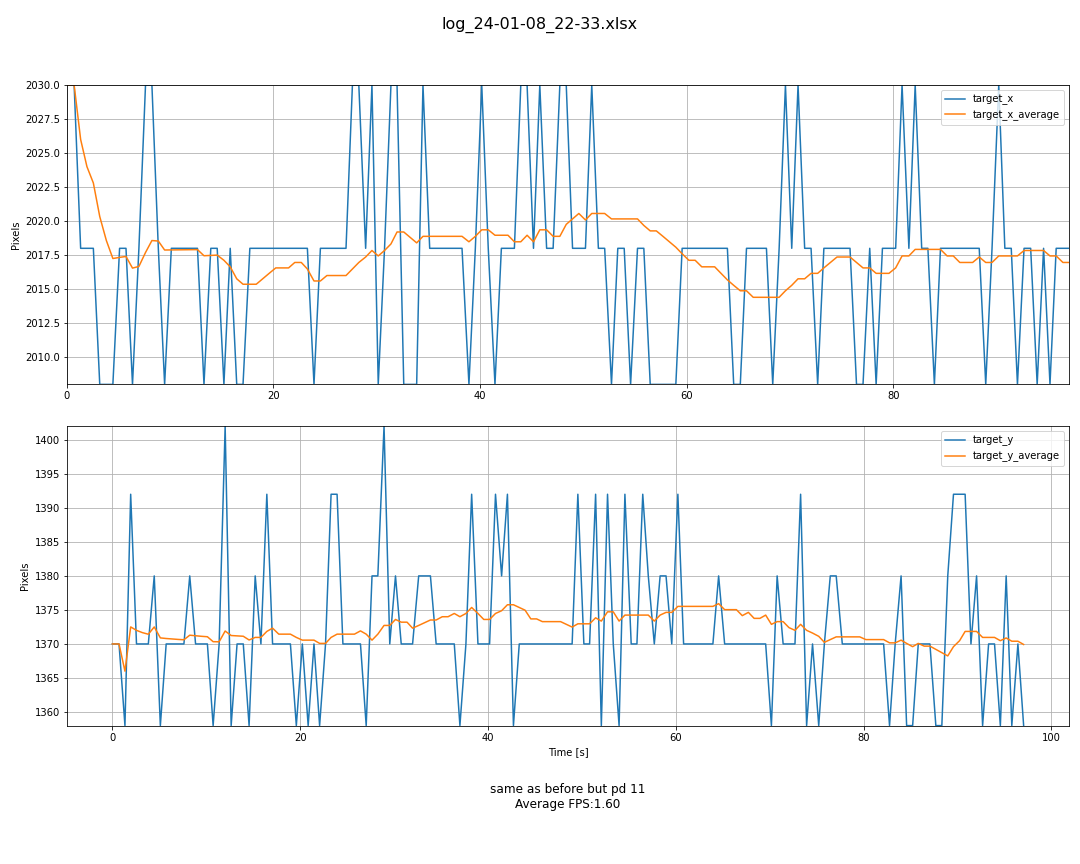 log_24-01-08_22-33.xlsx
2030.0
2027.5
2025.0
2022.5
2020.0
2017.5
2015.0
2012.5
2010.0
Pixels
target_x
target_x_average
0 20 40 60 80
1400
1395
1390
1385
1380
1375
1370
1365
1360
Pixels
target_y
target_y_average
0 20 40 60 80 100
Time [s]
same as before but pd 11
Average FPS:1.60